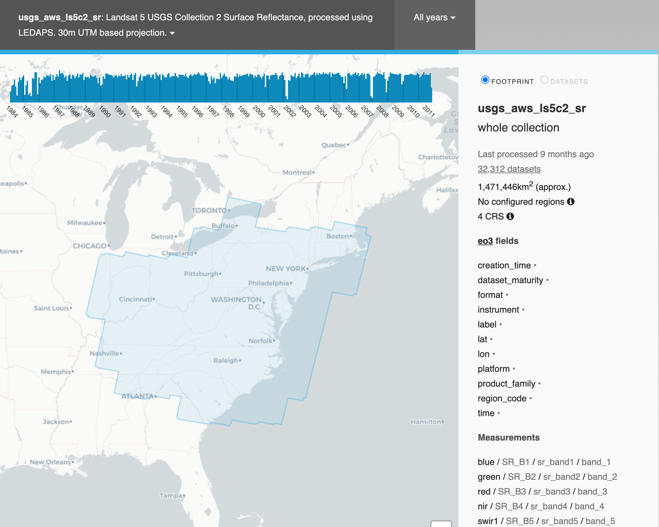 usgs_aws_ls5c2_sr: Landsat 5 USGS Collection 2 Surface Reflectance, processed using
LEDAPS. 30m UTM based projection.
All years
1984 1985 1986 1987 1988 1989 1990 1991 1992 1993 1994 1995 1996 1997 1998 1999 2000 2001 2002 2003 2004 2005 2006 2007 2008 2009 2010 2011
Thunder
Quebec
Charlottetov
Montreal
Halifax
eapolis
TORONTO
Milwaukee
Buffalo
Detroit
Boston
CHICAGO
Cleveland
Moines
Pittsburgh
NEW YORK
Philadelphia
Cincinnati
WASHINGTON
D.C.
Saint Louis
Norfolk
Nashville
Raleigh
Memphis
ATLANTA
Jackson
Hamilton
New Orleans
Tampa
FOOTPRINT
DATASETS
usgs_aws_ls5c2_sr
whole collection
Last processed 9 months ago
32,312 datasets
1,471,446km2 (approx.)
No configured regions
4 CRS
eo3 fields
creation_time
dataset_maturity
format
instrument
label
lat
lon
platform
product_family
region_code
time
Measurements
blue / SR_B1 / sr_band1 / band_1
green / SR_B2 / sr_band2 / band_2
red / SR_B3 / sr_band3 / band_3
nir / SR_B4 / sr_band4 / band_4
swir1 / SR_B5 / sr_band5 / band_5